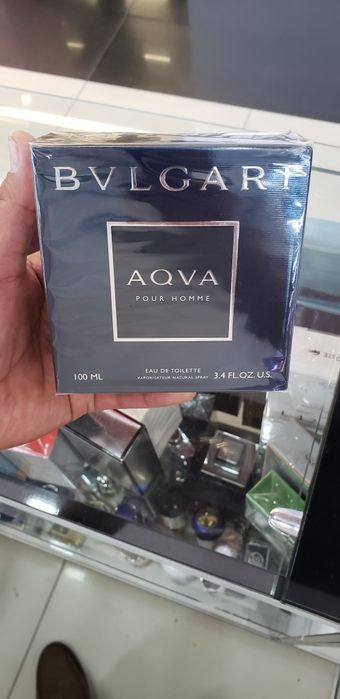 BVLGARI
AQVA
POUR HOMME
100 ML
EAU DE TOILETTE
VAPORISATEUR NATURAL SPRAY
3.4 FL.OZ. U.S.